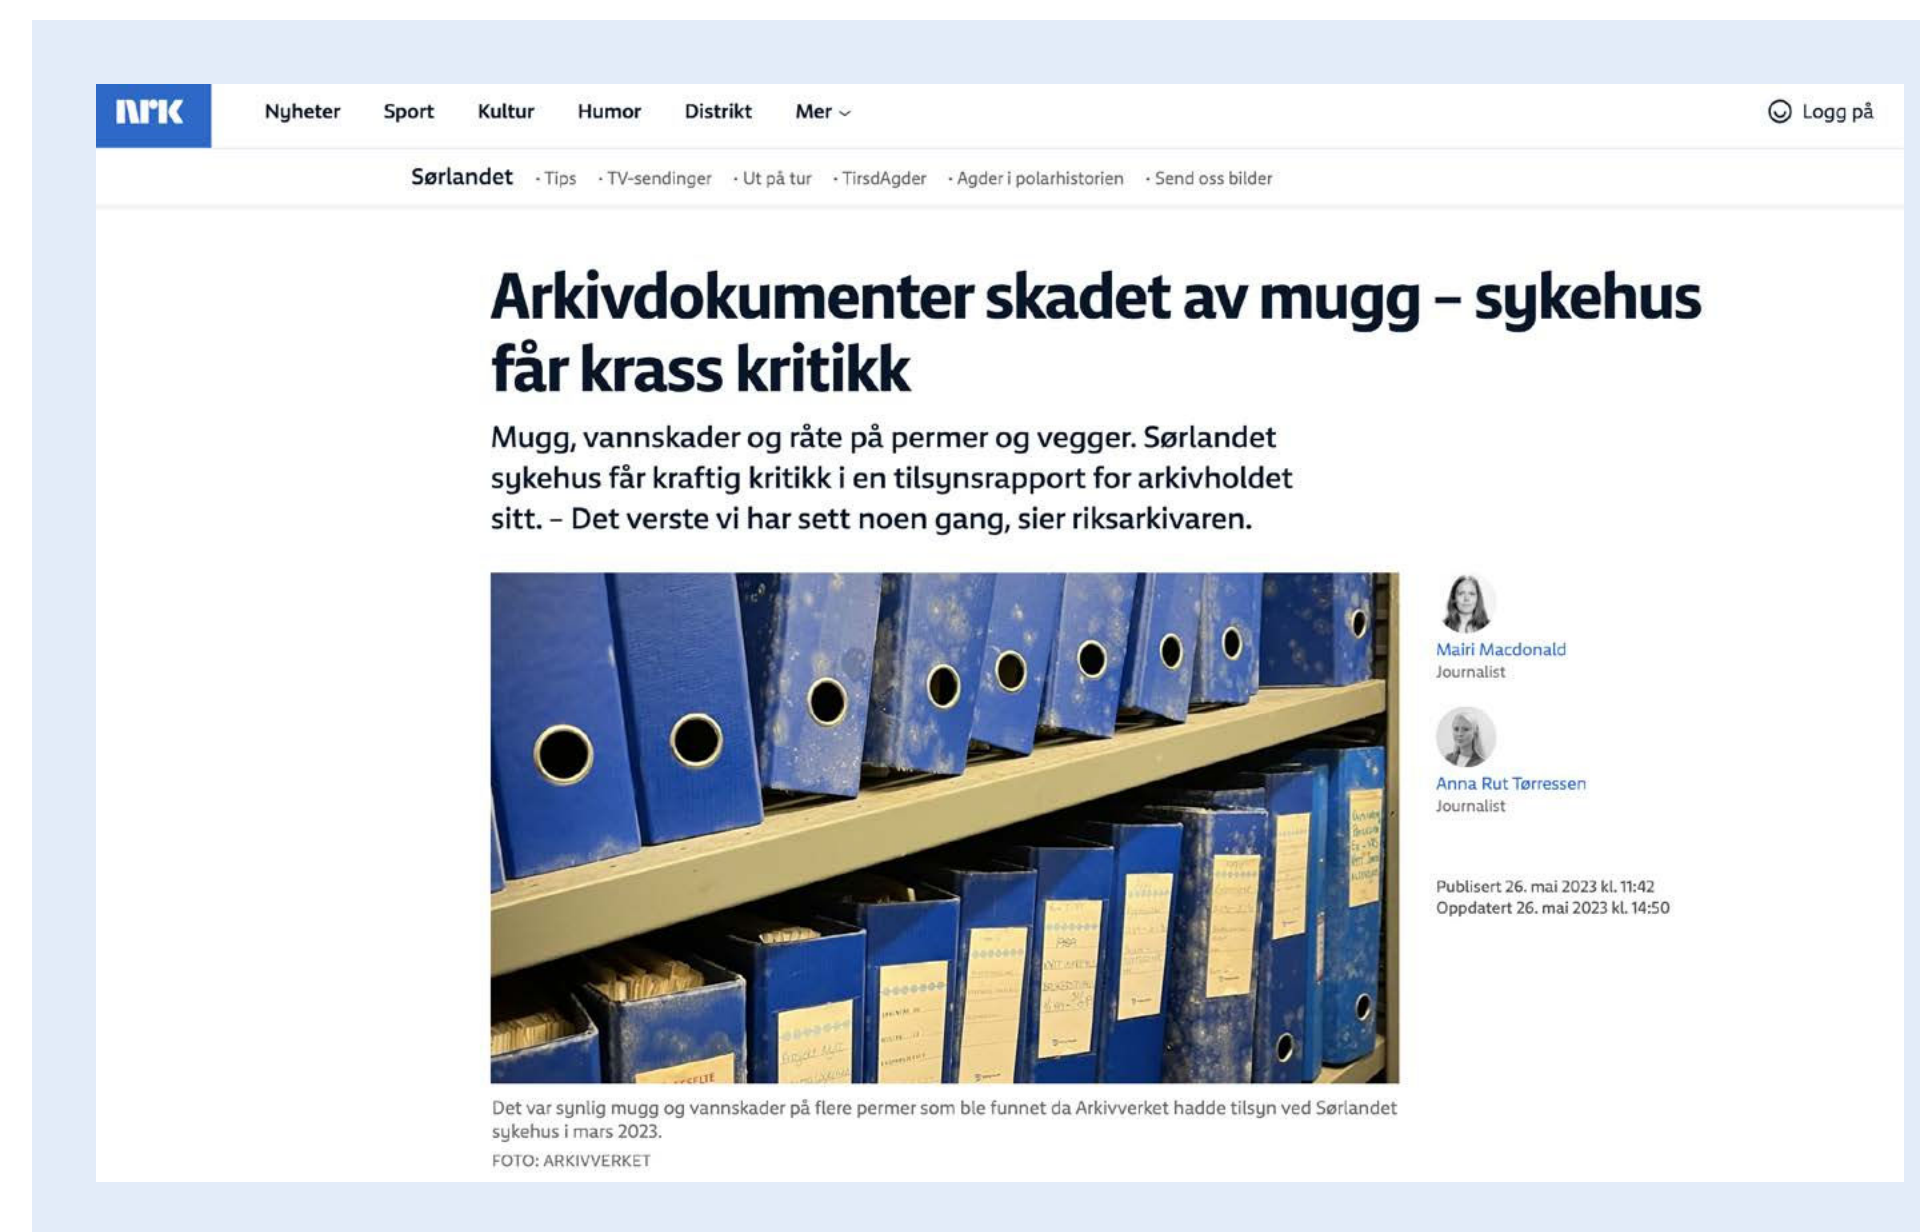 nrk
Nyheter Sport Kultur Humor Distrikt Mer
Logg på
Sørlandet · Tips · TV-sendinger · Ut på tur · TirsdAgder · Agder i polarhistorien · Send oss bilder
Arkivdokumenter skadet av mugg – sykehus
får krass kritikk
Mugg, vannskader og råte på permer og vegger. Sørlandet
sykehus får kraftig kritikk i en tilsynsrapport for arkivholdet
sitt. – Det verste vi har sett noen gang, sier riksarkivaren.
Mairi Macdonald
Journalist
Anna Rut Tørressen
Journalist
Publisert 26. mai 2023 kl. 11:42
Oppdatert 26. mai 2023 kl. 14:50
Det var synlig mugg og vannskader på flere permer som ble funnet da Arkivverket hadde tilsyn ved Sørlandet
sykehus i mars 2023.
FOTO: ARKIVVERKET